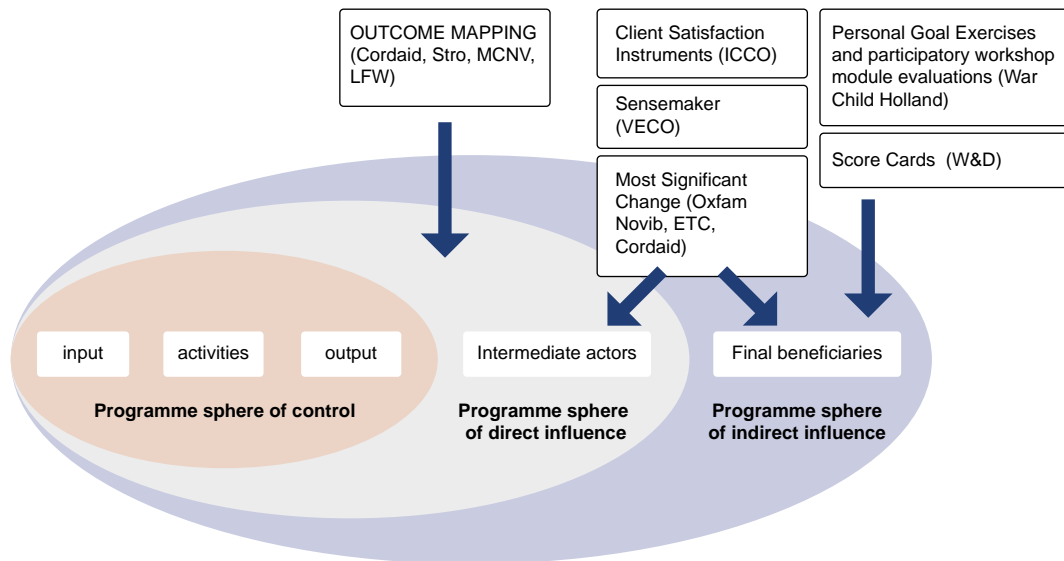 OUTCOME MAPPING
(Cordaid, Stro, MCNV,
LFW)
Client Satisfaction
Instruments (ICCO)
Sensemaker
(VECO)
Most Significant
Change (Oxfam
Novib, ETC,
Cordaid)
Personal Goal Exercises
and participatory workshop
module evaluations (War
Child Holland)
Score Cards (W&D)
input
activities
output
Intermediate actors
Final beneficiaries
Programme sphere of control
Programme sphere
of direct influence
Programme sphere
of indirect influence